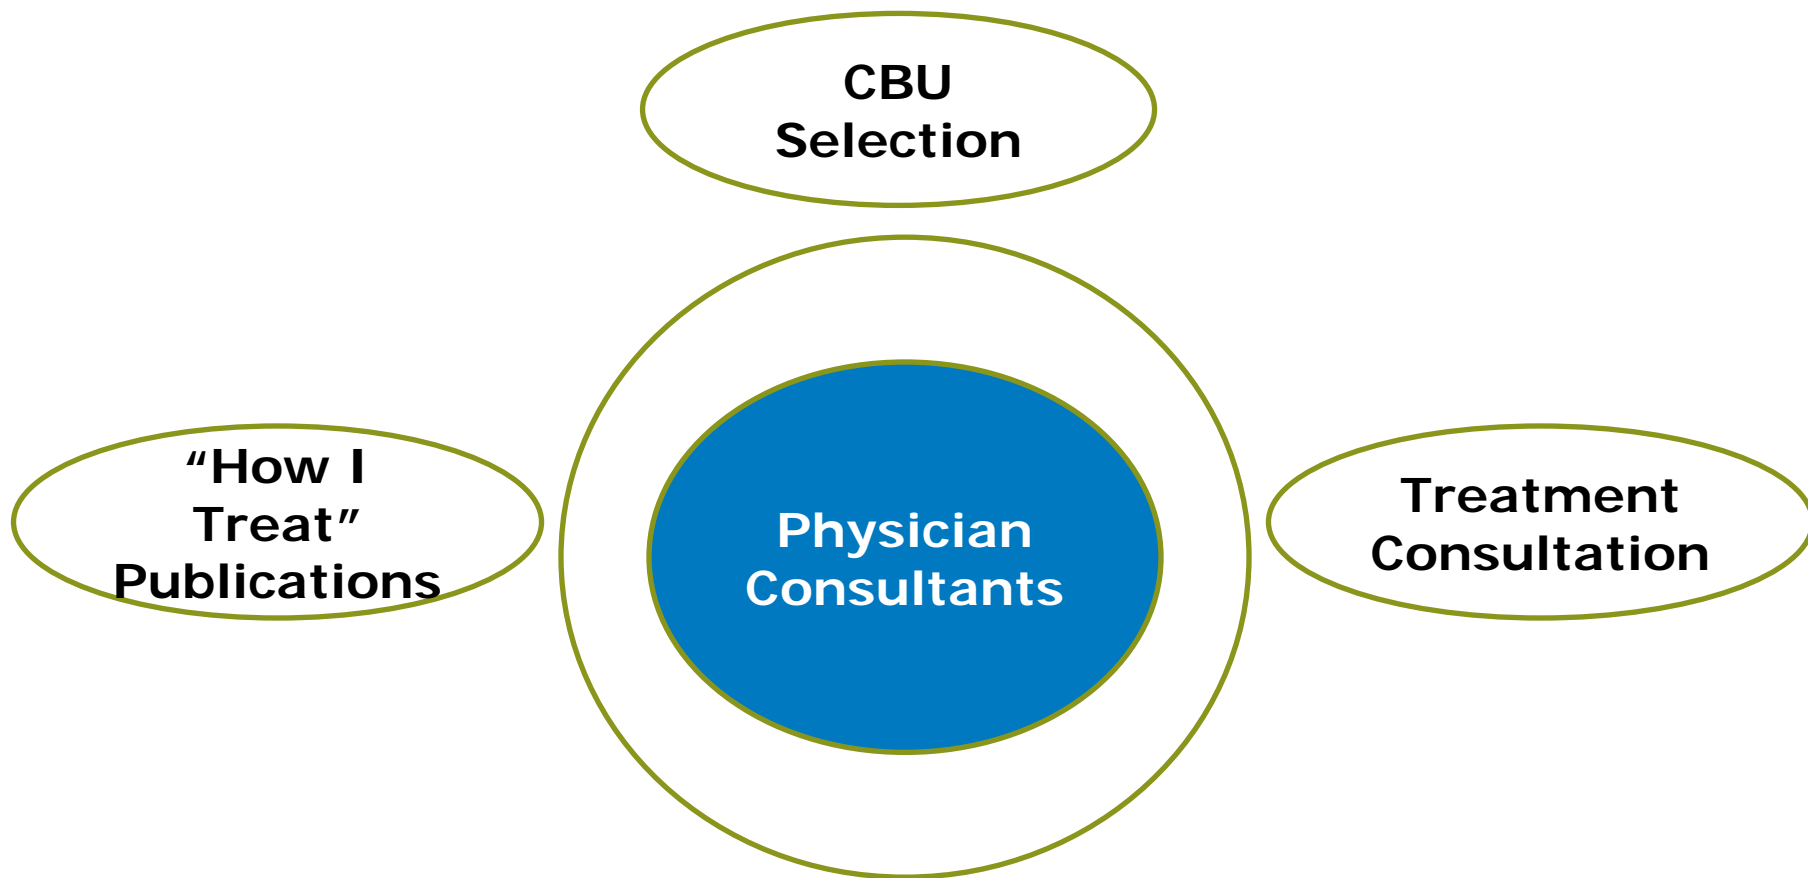 CBU
Selection
“How I
Treat”
Publications
Physician
Consultants
Treatment
Consultation